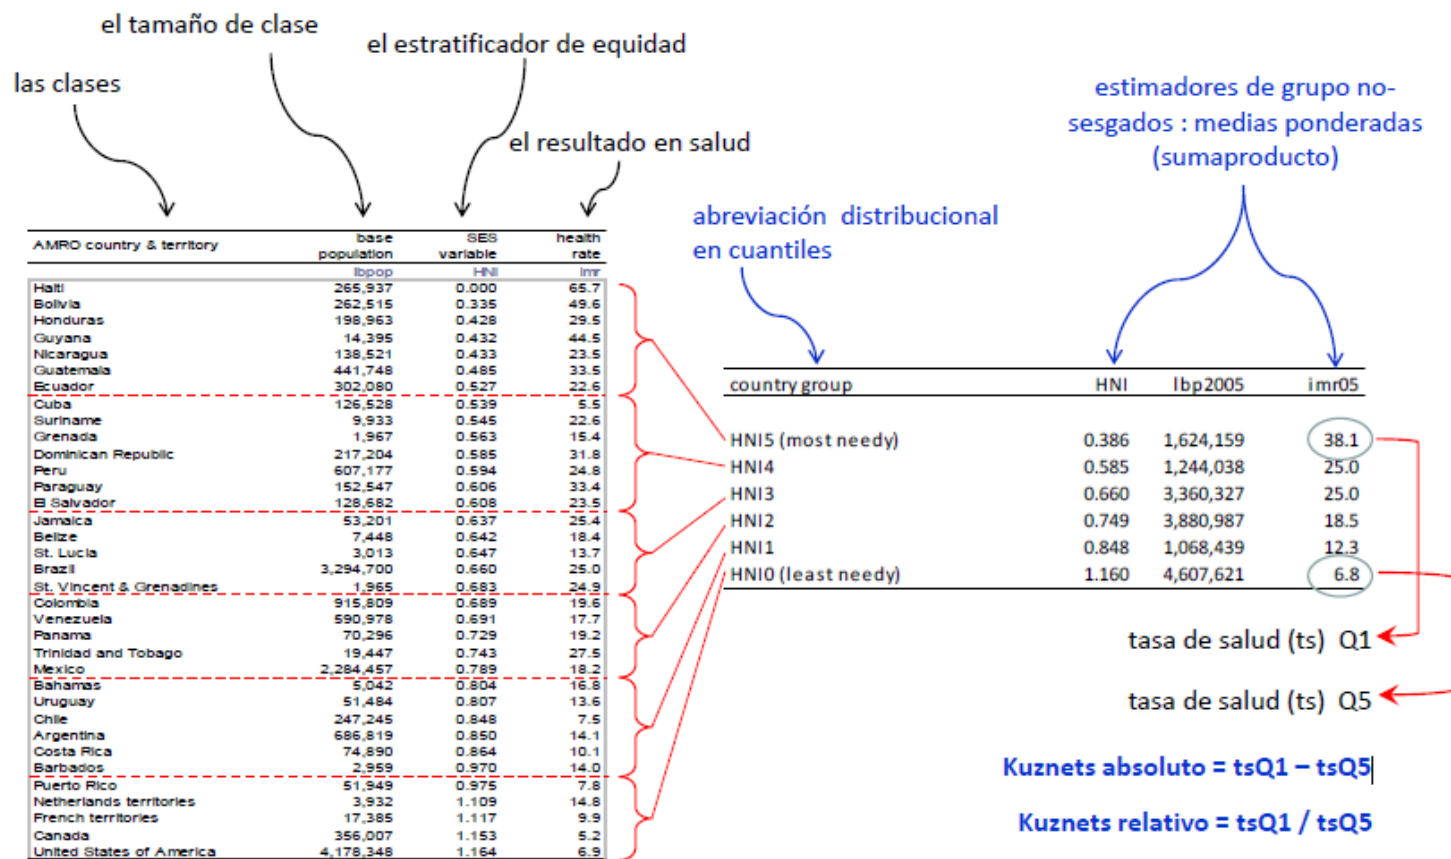 el tamaño de clase
el estratificador de equidad
las clases
el resultado en salud
AMRO country & territory base population SES variable health rate
lbpop HNI imr
Haiti 265,937 0.000 65.7
Bolivia 262,515 0.335 49.6
Honduras 198,963 0.428 29.5
Guyana 14,395 0.432 44.5
Nicaragua 138,521 0.433 23.5
Guatemala 441,748 0.485 33.5
Ecuador 302,080 0.527 22.6
Cuba 126,528 0.539 5.5
Suriname 9,933 0.545 22.6
Grenada 1,967 0.563 15.4
Dominican Republic 217,204 0.585 31.8
Peru 607,177 0.594 24.8
Paraguay 152,547 0.606 33.4
El Salvador 128,682 0.608 23.5
Jamaica 53,201 0.637 25.4
Belize 7,448 0.642 18.4
St. Lucia 3,013 0.647 13.7
Brazil 3,294,700 0.660 25.0
St. Vincent & Grenadines 1,965 0.683 24.9
Colombia 915,809 0.689 19.6
Venezuela 590,978 0.691 17.7
Panama 70,296 0.729 19.2
Trinidad and Tobago 19,447 0.743 27.5
Mexico 2,284,457 0.789 18.2
Bahamas 5,042 0.804 16.8
Uruguay 51,484 0.807 13.6
Chile 247,245 0.848 7.5
Argentina 686,819 0.850 14.1
Costa Rica 74,890 0.864 10.1
Barbados 2,959 0.970 14.0
Puerto Rico 51,949 0.975 7.8
Netherlands territories 3,932 1.109 14.8
French territories 17,385 1.117 9.9
Canada 356,007 1.153 5.2
United States of America 4,178,348 1.164 6.9
estimadores de grupo no-
sesgados : medias ponderadas
(sumaproducto)
abreviación distribucional
en cuantiles
country group HNI lbp2005 imr05
HNI5 (most needy) 0.386 1,624,159 38.1
HNI4 0.585 1,244,038 25.0
HNI3 0.660 3,360,327 25.0
HNI2 0.749 3,880,987 18.5
HNI1 0.848 1,068,439 12.3
HNI0 (least needy) 1.160 4,607,621 6.8
tasa de salud (ts) Q1
tasa de salud (ts) Q5
Kuznets absoluto = tsQ1 – tsQ5
Kuznets relativo = tsQ1 / tsQ5